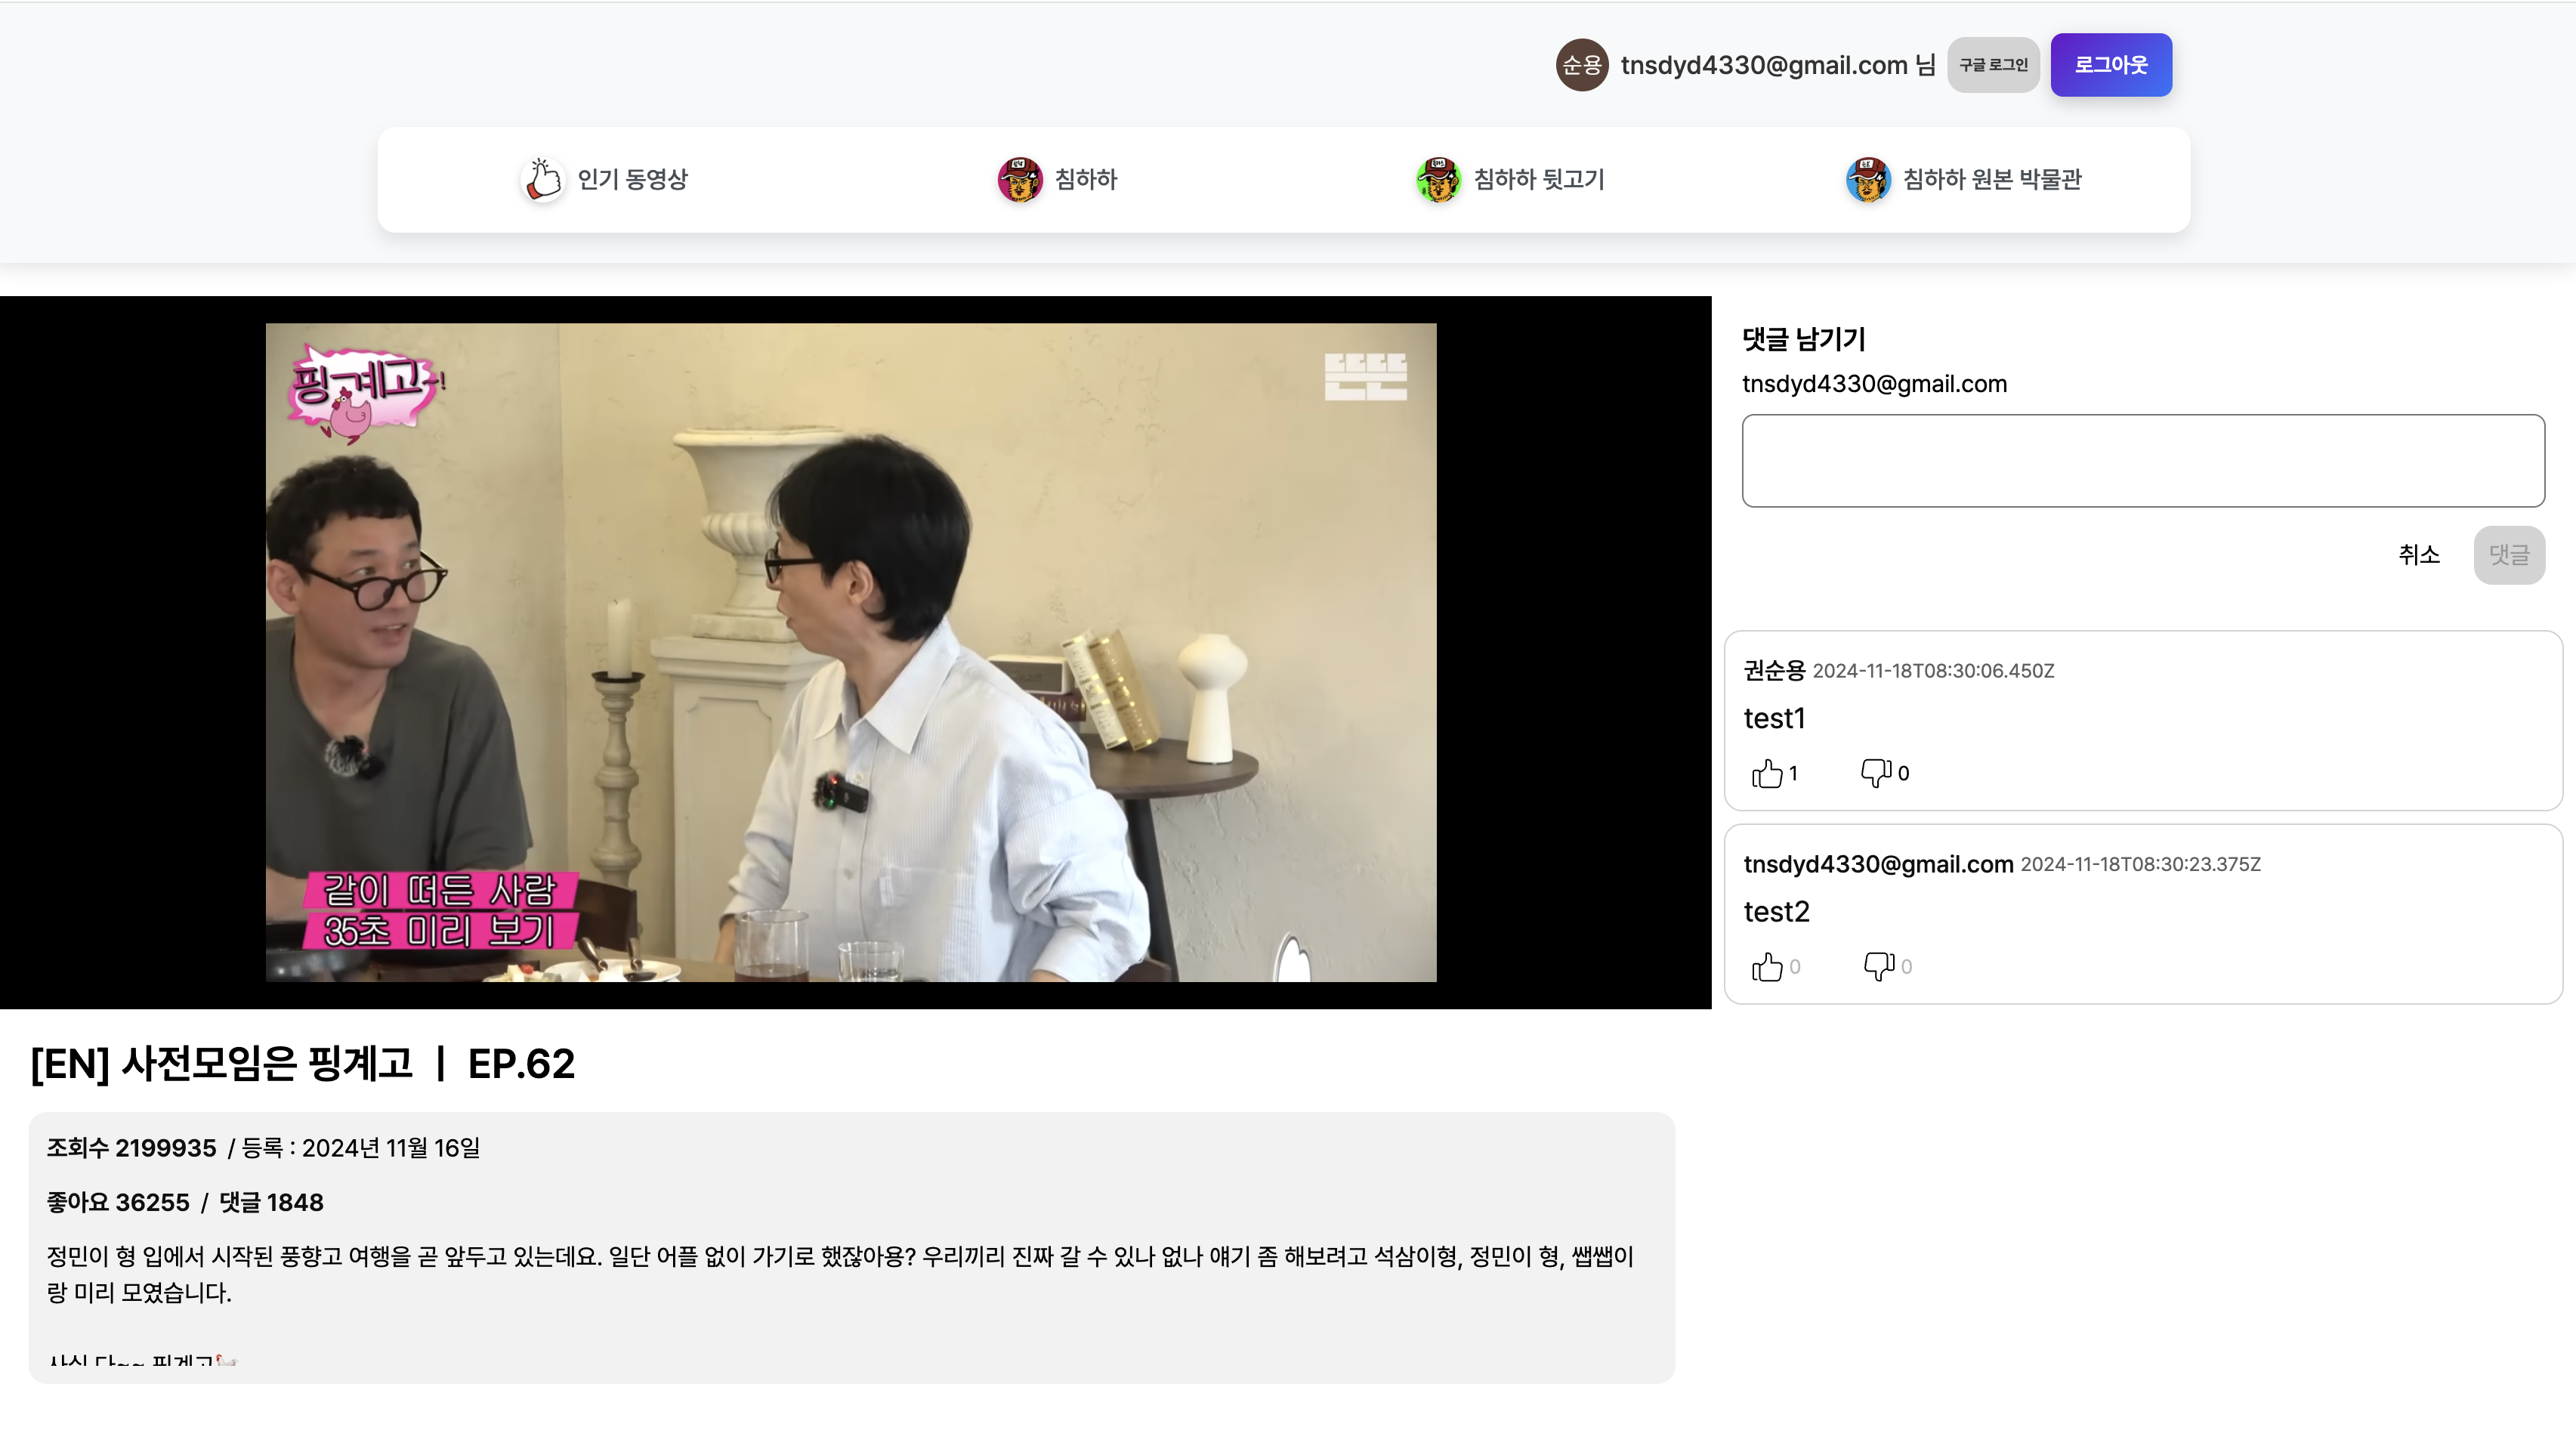 순용 tnsdyd4330@gmail.com 님 구글 로그인 로그아웃
인기 동영상 침하하 침하하 뒷고기 침하하 원본 박물관
핑계고~!
뜬뜬
같이 떠든 사람
35초 미리 보기
댓글 남기기
tnsdyd4330@gmail.com
취소 댓글
권순용 2024-11-18T08:30:06.450Z
test1
1 0
tnsdyd4330@gmail.com 2024-11-18T08:30:23.375Z
test2
0 0
[EN] 사전모임은 핑계고 ㅣ EP.62
조회수 2199935 / 등록 : 2024년 11월 16일
좋아요 36255 / 댓글 1848
정민이 형 입에서 시작된 풍향고 여행을 곧 앞두고 있는데요. 일단 어플 없이 가기로 했잖아용? 우리끼리 진짜 갈 수 있나 없나 얘기 좀 해보려고 석삼이형, 정민이 형, 쌥쌥이
랑 미리 모였습니다.
사실 다~~ 핑계고🐓